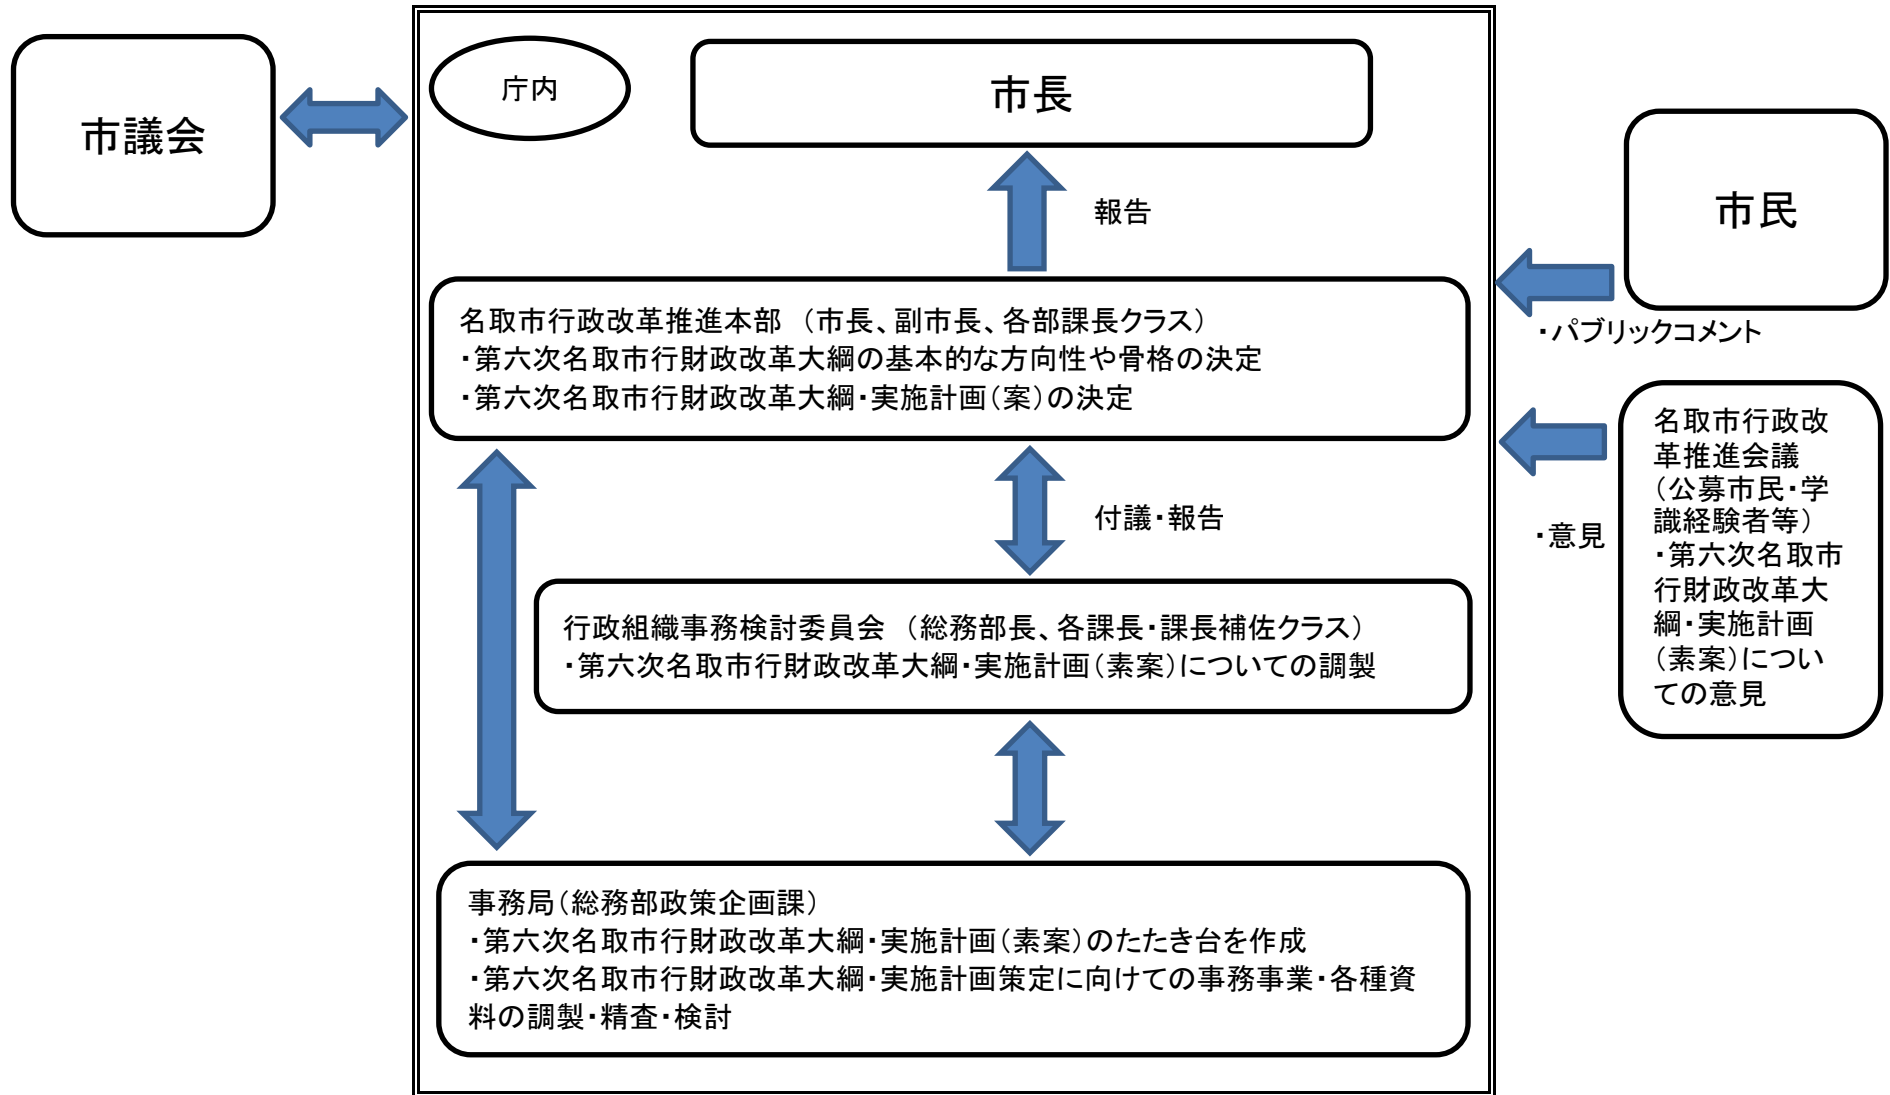 市議会
庁内
市長
報告
市民
・パブリックコメント
名取市行政改革推進本部　（市長、副市長、各部課長クラス）
・第六次名取市行財政改革大綱の基本的な方向性や骨格の決定
・第六次名取市行財政改革大綱・実施計画（案）の決定
付議・報告
・意見
名取市行政改
革推進会議
（公募市民・学
識経験者等）
・第六次名取市
行財政改革大
綱・実施計画
（素案）につい
ての意見
行政組織事務検討委員会　（総務部長、各課長・課長補佐クラス）
・第六次名取市行財政改革大綱・実施計画（素案）についての調製
事務局（総務部政策企画課）
・第六次名取市行財政改革大綱・実施計画（素案）のたたき台を作成
・第六次名取市行財政改革大綱・実施計画策定に向けての事務事業・各種資
料の調製・精査・検討